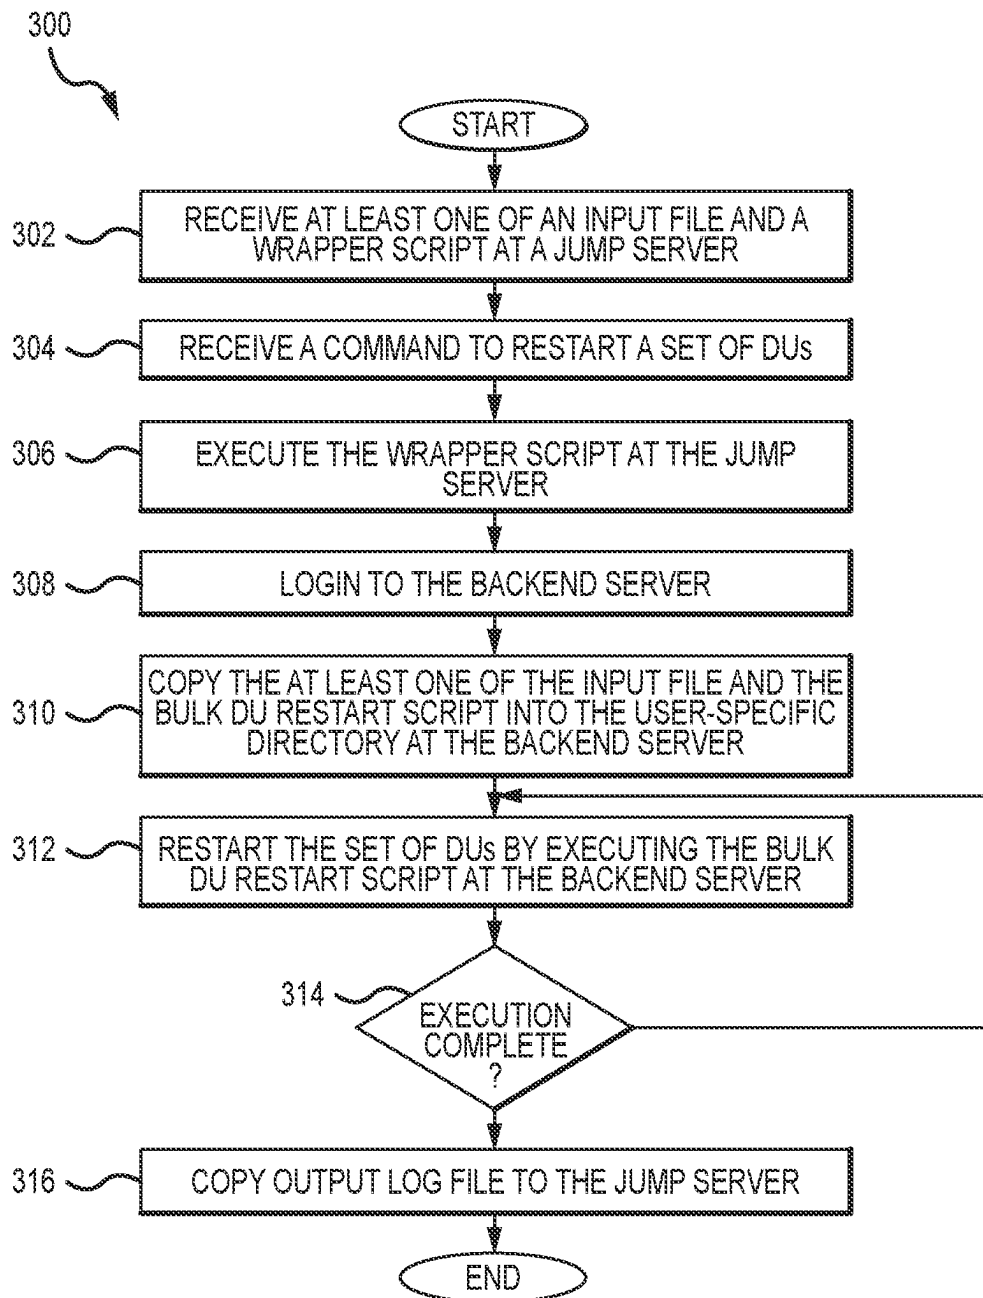 300
START
302
RECEIVE AT LEAST ONE OF AN INPUT FILE AND A
WRAPPER SCRIPT AT A JUMP SERVER
304
RECEIVE A COMMAND TO RESTART A SET OF DUs
306
EXECUTE THE WRAPPER SCRIPT AT THE JUMP
SERVER
308
LOGIN TO THE BACKEND SERVER
310
COPY THE AT LEAST ONE OF THE INPUT FILE AND THE
BULK DU RESTART SCRIPT INTO THE USER-SPECIFIC
DIRECTORY AT THE BACKEND SERVER
312
RESTART THE SET OF DUs BY EXECUTING THE BULK
DU RESTART SCRIPT AT THE BACKEND SERVER
314
EXECUTION
COMPLETE
?
316
COPY OUTPUT LOG FILE TO THE JUMP SERVER
END